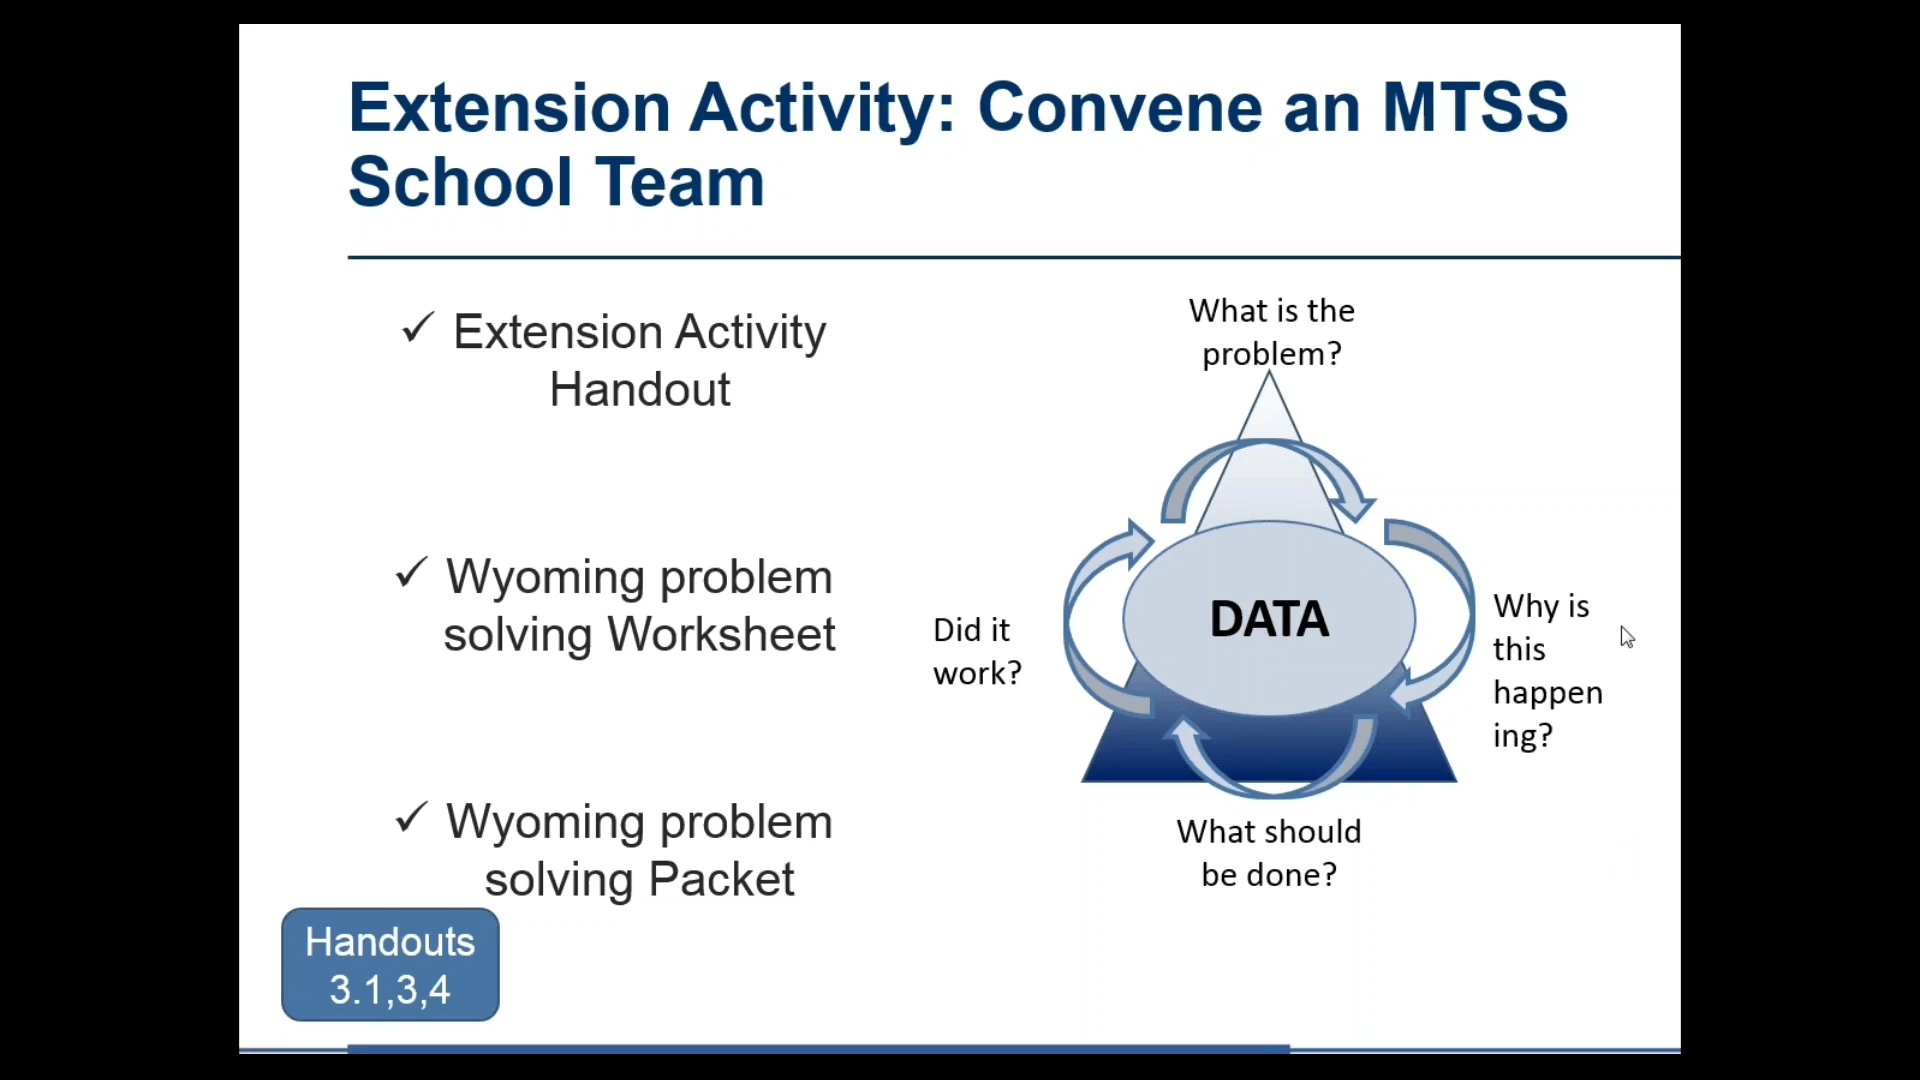 Extension Activity: Convene an MTSS
School Team
✓ Extension Activity
Handout
✓ Wyoming problem
solving Worksheet
✓ Wyoming problem
solving Packet
Handouts
3.1,3,4
What is the
problem?
DATA
Why is
this
happen
ing?
What should
be done?
Did it
work?